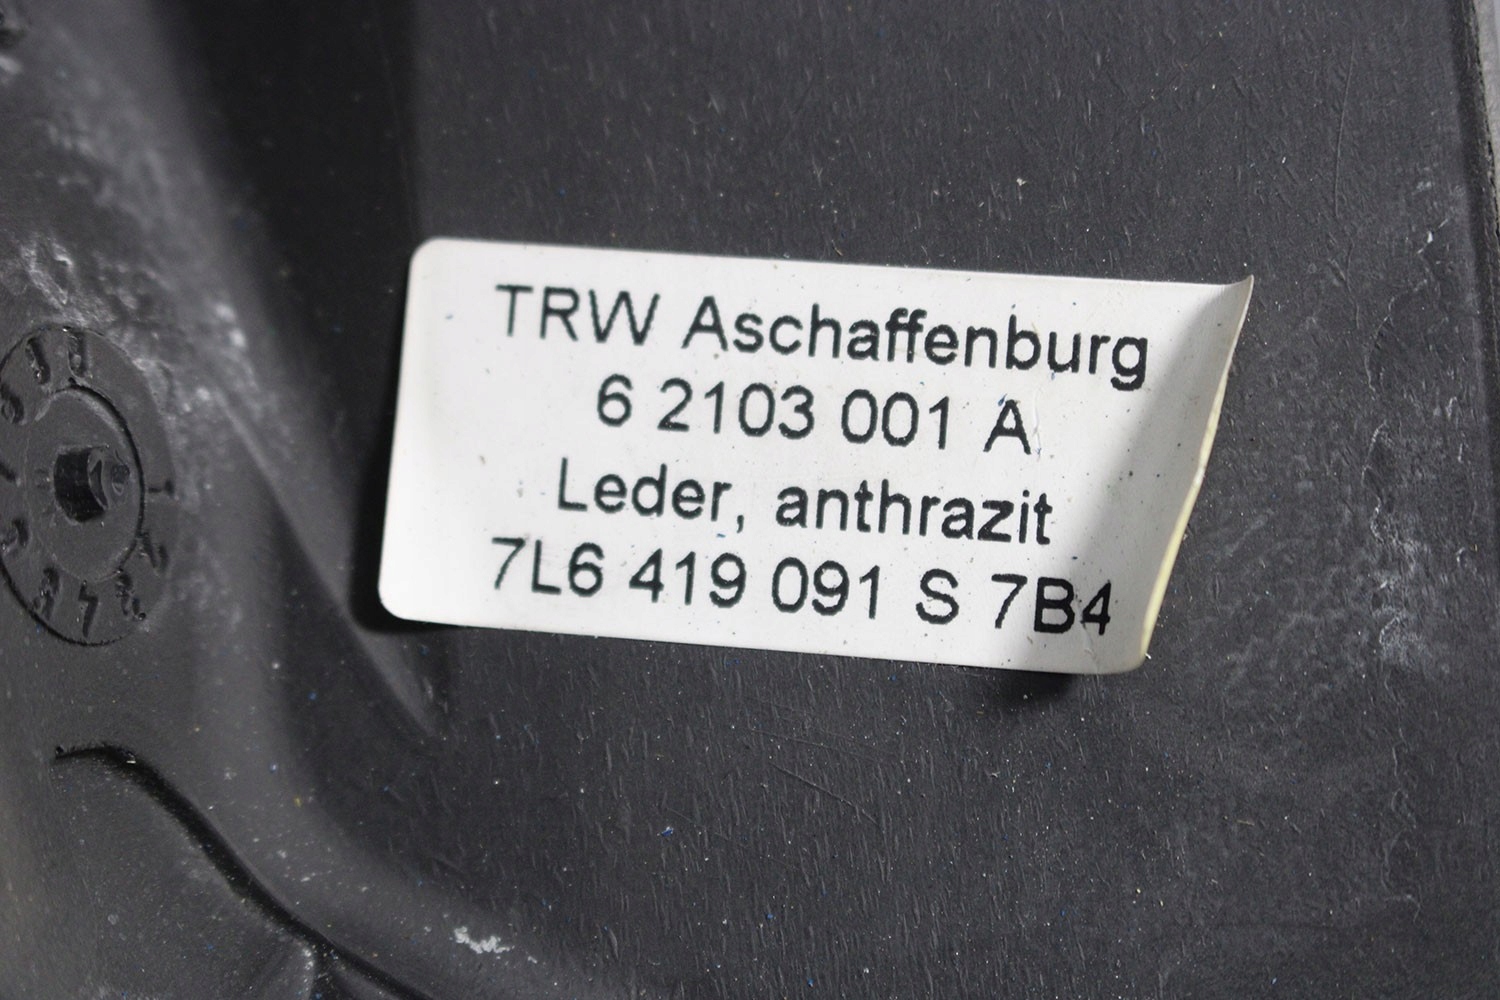 TRW Aschaffenburg
6 2103 001 A
Leder, anthrazit
7L6 419 091 S 7B4